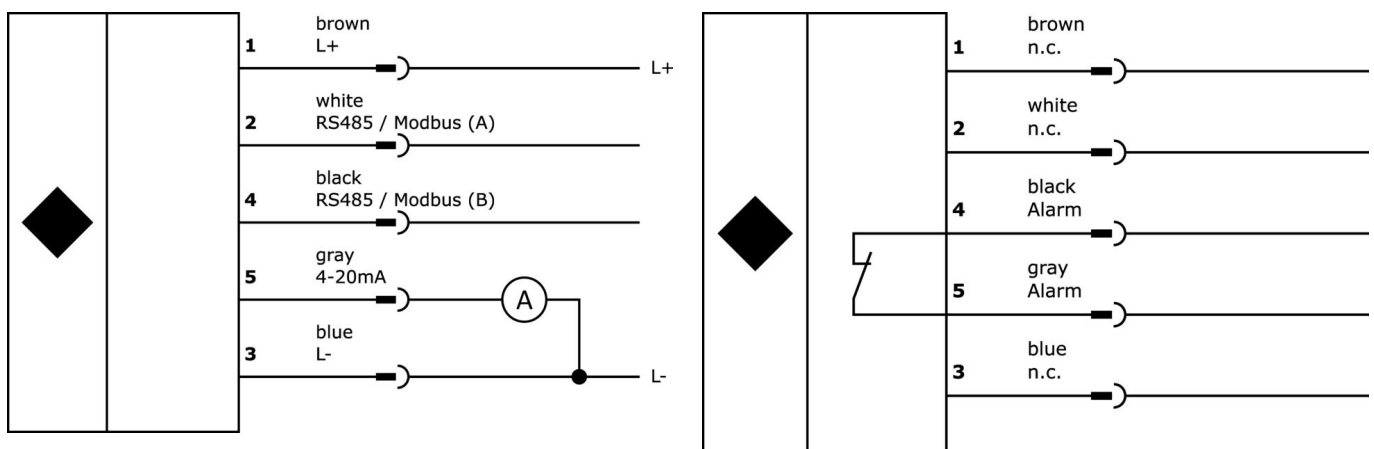 brown
1 L+
L+
white
2 RS485 / Modbus (A)
black
4 RS485 / Modbus (B)
gray
5 4-20mA
A
blue
3 L-
L-
brown
1 n.c.
white
2 n.c.
black
4 Alarm
gray
5 Alarm
blue
3 n.c.